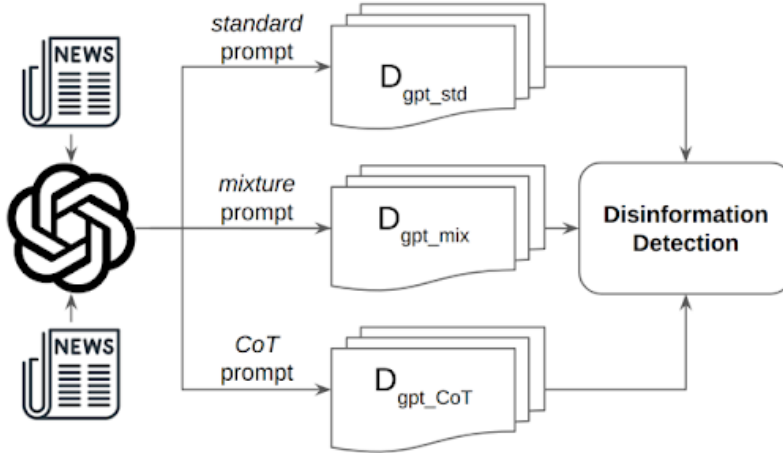 NEWS
NEWS
standard
prompt
D gpt_std
mixture
prompt
D gpt_mix
CoT
prompt
D gpt_CoT
Disinformation
Detection